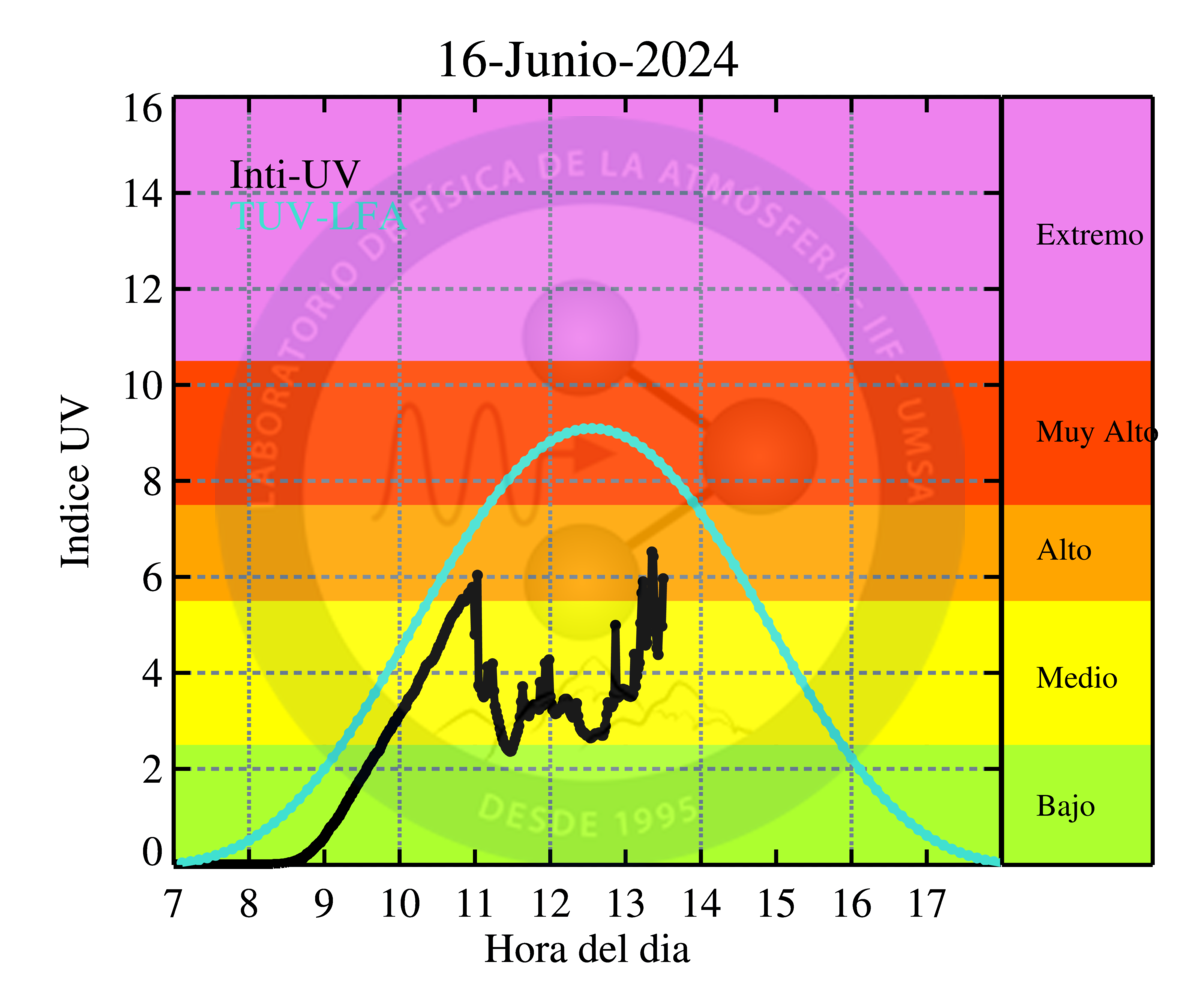 16-Junio-2024
16
14
12
10
8
6
4
2
0
Indice UV
Inti-UV
TUV-LFA
LABORATORIO DE FÍSICA DE LA ATMÓSFERA - IIF - UMSA
DESDE 1995
Extremo
Muy Alto
Alto
Medio
Bajo
7 8 9 10 11 12 13 14 15 16 17
Hora del dia